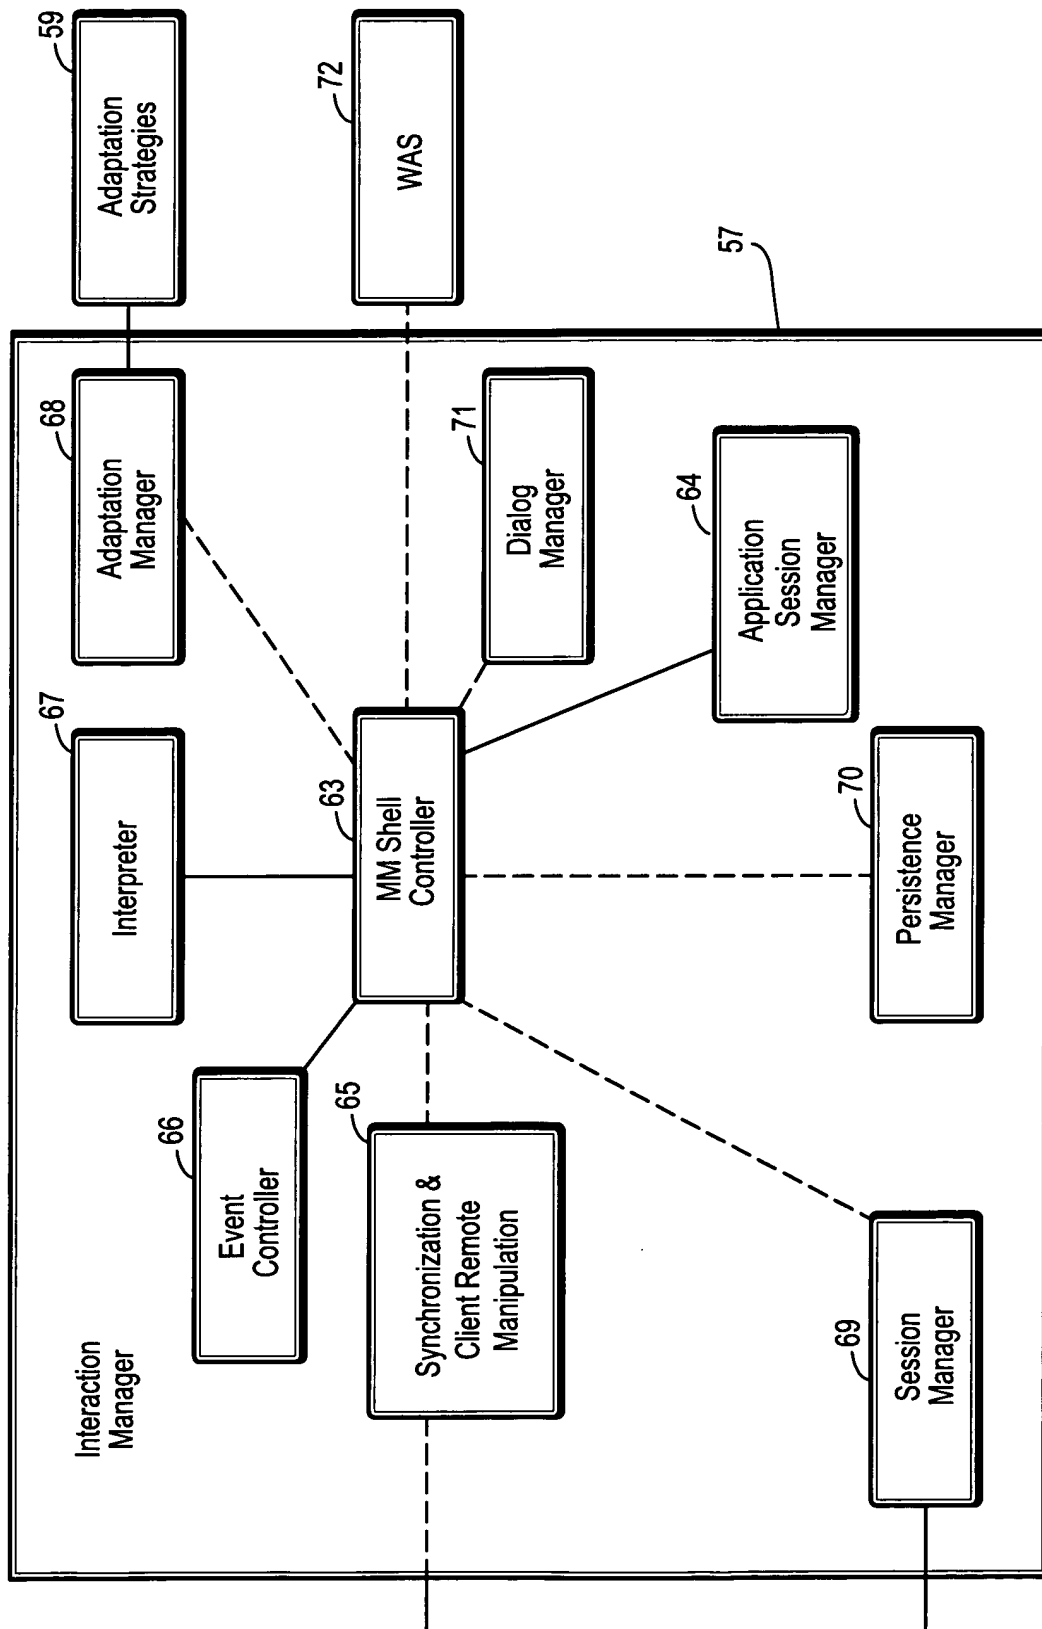 Interaction
Manager
Event
Controller
66
Interpreter
67
Adaptation
Manager
68
Adaptation
Strategies
59
Synchronization &
Client Remote
Manipulation
65
MM Shell
Controller
63
WAS
72
Dialog
Manager
71
Application
Session
Manager
64
Session
Manager
69
Persistence
Manager
70
57